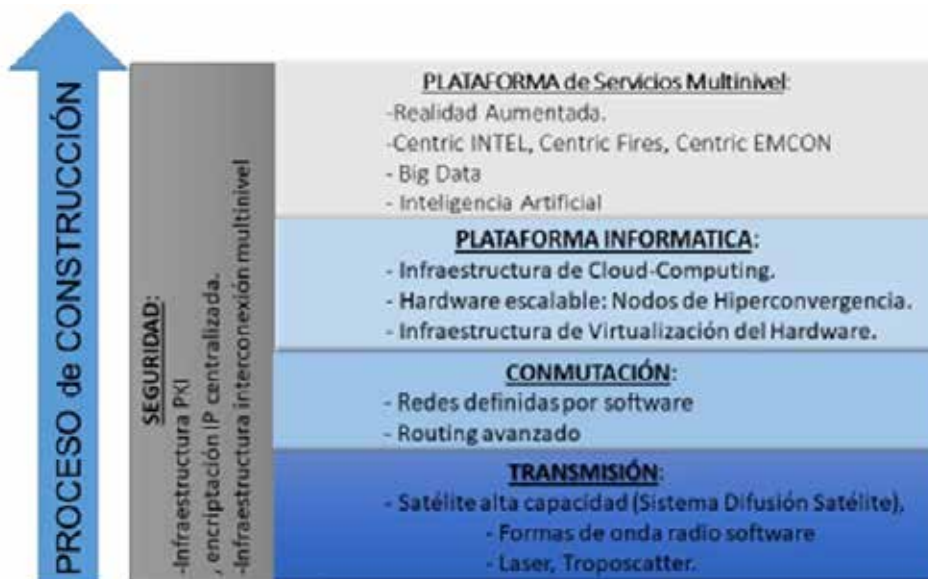 PROCESO de CONSTRUCCIÓN
SEGURIDAD:
-Infraestructura PKI
, encriptación IP centralizada.
-Infraestructura interconexión multinivel
PLATAFORMA de Servicios Multinivel:
-Realidad Aumentada.
-Centric INTEL, Centric Fires, Centric EMCON
- Big Data
- Inteligencia Artificial
PLATAFORMA INFORMATICA:
- Infraestructura de Cloud-Computing.
- Hardware escalable: Nodos de Hiperconvergencia.
- Infraestructura de Virtualización del Hardware.
CONMUTACIÓN:
- Redes definidas por software
- Routing avanzado
TRANSMISIÓN:
- Satélite alta capacidad (Sistema Difusión Satélite),
- Formas de onda radio software
- Laser, Troposcatter.